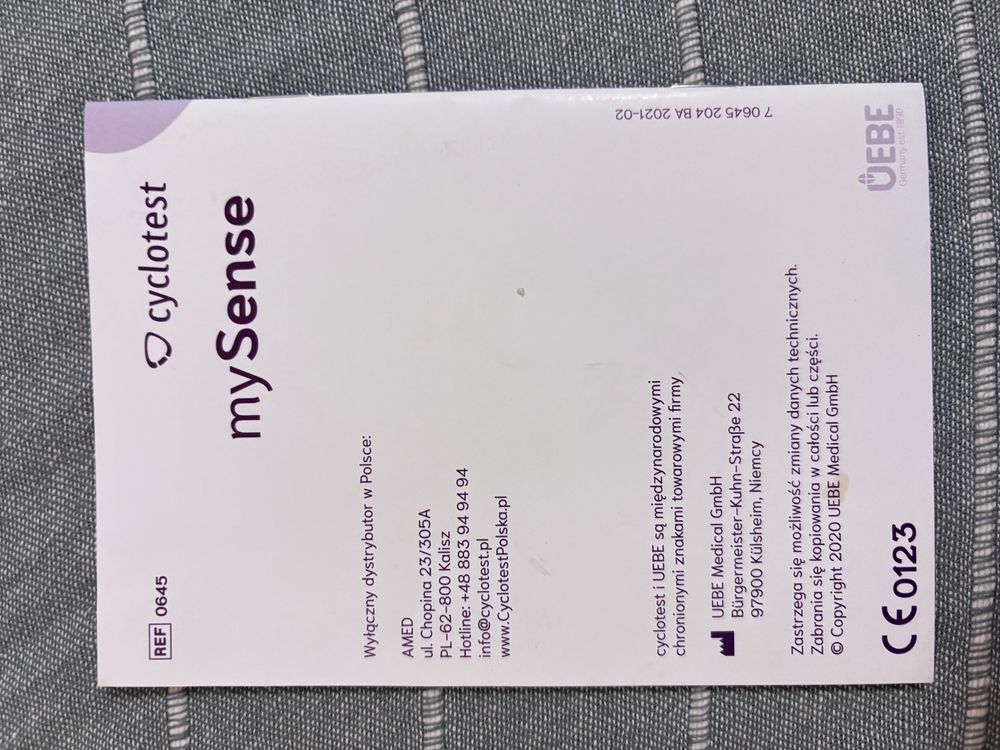 REF 0645
cyclotest
mySense
Wyłączny dystrybutor w Polsce:
AMED
ul. Chopina 23/305A
PL-62-800 Kalisz
Hotline: +48 883 94 94 94
info@cyclotest.pl
www.CyclotestPolska.pl
cyclotest i UEBE są międzynarodowymi
chronionymi znakami towarowymi firmy
UEBE Medical GmbH
Bürgermeister-Kuhn-Straße 22
97900 Külsheim, Niemcy
Zastrzega się możliwość zmiany danych technicznych.
Zabrania się kopiowania w całości lub części.
© Copyright 2020 UEBE Medical GmbH
CE 0123
7 0645 204 BA 2021-02
UEBE
Germany est. 1890